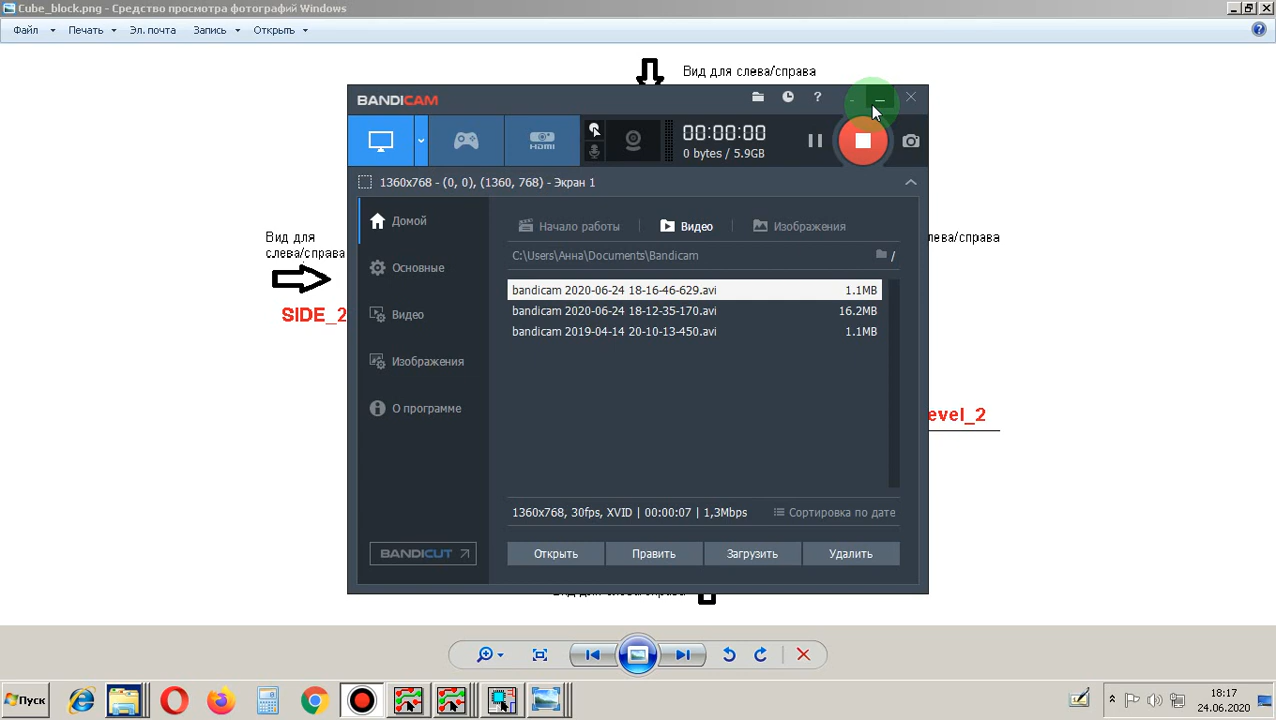 Cube_block.png - Средство просмотра фотографий Windows
Файл Печать Эл. почта Запись Открыть
Вид для слева/справа
BANDICAM
?
HDMI
00:00:00
0 bytes / 5.9GB
1360x768 - (0, 0), (1360, 768) - Экран 1
Домой
Основные
Видео
Изображения
О программе
BANDICUT
Начало работы Видео Изображения
C:\Users\Анна\Documents\Bandicam /
bandicam 2020-06-24 18-16-46-629.avi 1.1MB
bandicam 2020-06-24 18-12-35-170.avi 16.2MB
bandicam 2019-04-14 20-10-13-450.avi 1.1MB
1360x768, 30fps, XVID | 00:00:07 | 1,3Mbps Сортировка по дате
Открыть Править Загрузить Удалить
Вид для
слева/справа
SIDE_2
лева/справа
evel_2
Пуск
18:17
24.06.2020